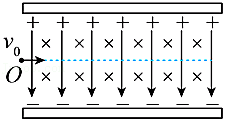 + + + + + + +
v₀ × × × × × ×
O
× × × × × ×
− − − − − − −